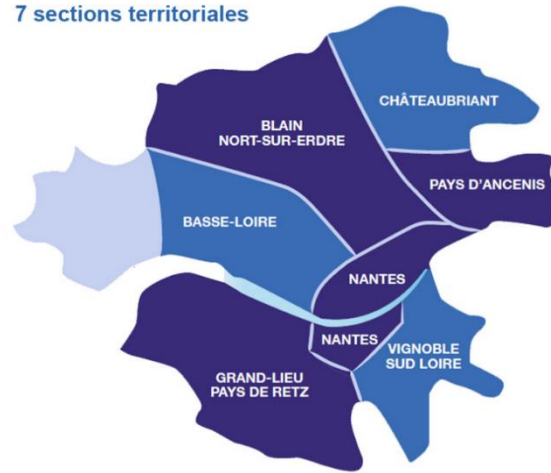 7 sections territoriales
CHÂTEAUBRIANT
BLAIN
NORT-SUR-ERDRE
PAYS D'ANCENIS
BASSE-LOIRE
NANTES
NANTES
VIGNOBLE
SUD LOIRE
GRAND-LIEU
PAYS DE RETZ